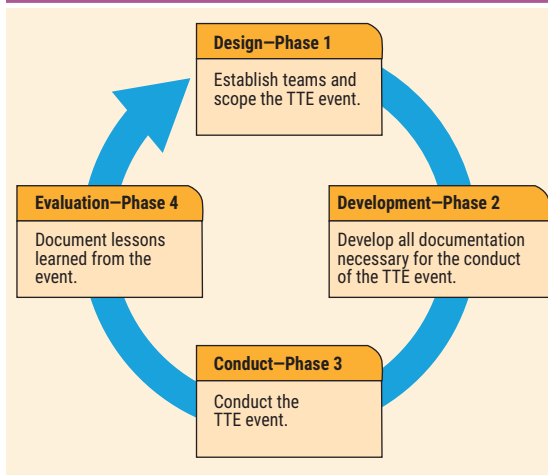 Design—Phase 1
Establish teams and
scope the TTE event.
Development—Phase 2
Develop all documentation
necessary for the conduct
of the TTE event.
Conduct—Phase 3
Conduct the
TTE event.
Evaluation—Phase 4
Document lessons
learned from the
event.